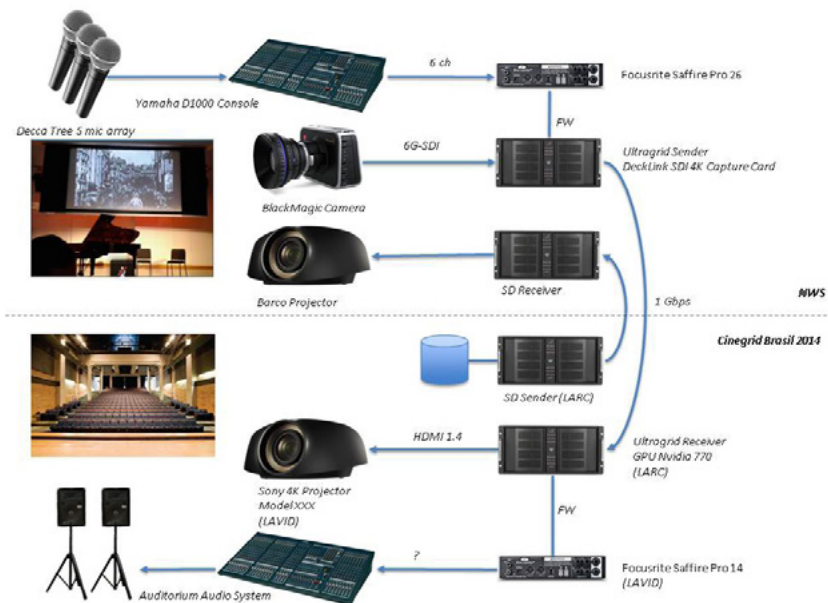 6 ch
Focusrite Saffire Pro 26
Yamaha D1000 Console
Decca Tree 5 mic array
FW
6G-SDI
Ultragrid Sender
DeckLink SDI 4K Capture Card
BlackMagic Camera
Barco Projector
SD Receiver
1 Gbps
NWS
Cinegrid Brasil 2014
SD Sender (LARC)
HDMI 1.4
Ultragrid Receiver
GPU Nvidia 770
(LARC)
Sony 4K Projector
Model XXX
(LAVID)
FW
?
Focusrite Saffire Pro 14
(LAVID)
Auditorium Audio System